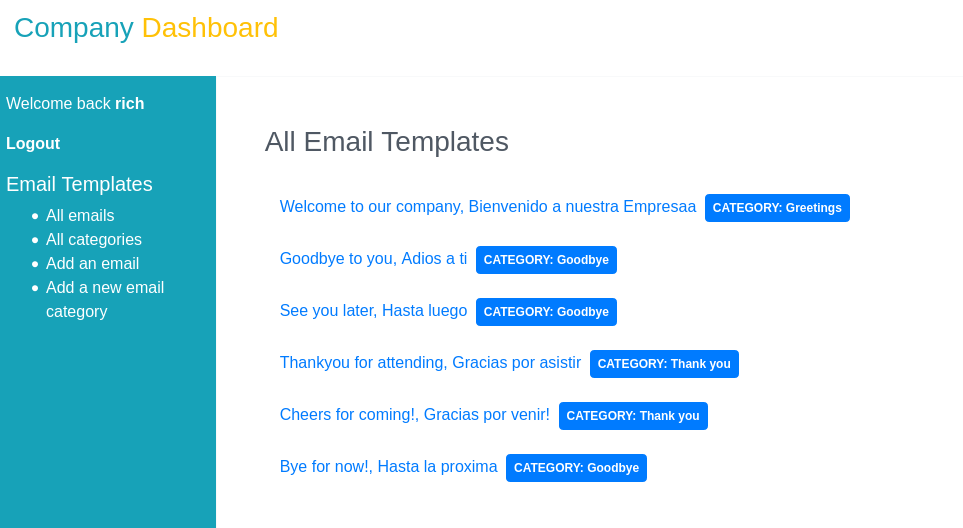 Company Dashboard
Welcome back rich
Logout
Email Templates
All emails
All categories
Add an email
Add a new email
category
All Email Templates
Welcome to our company, Bienvenido a nuestra Empresaa CATEGORY: Greetings
Goodbye to you, Adios a ti CATEGORY: Goodbye
See you later, Hasta luego CATEGORY: Goodbye
Thankyou for attending, Gracias por asistir CATEGORY: Thank you
Cheers for coming!, Gracias por venir! CATEGORY: Thank you
Bye for now!, Hasta la proxima CATEGORY: Goodbye